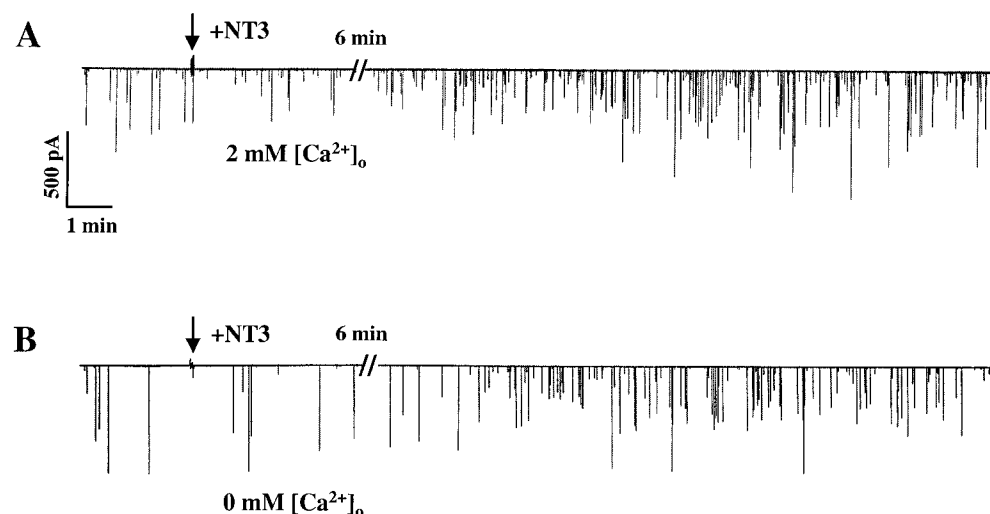 A
+NT3
6 min
2 mM [Ca²⁺]ₒ
500 pA
1 min
B
+NT3
6 min
0 mM [Ca²⁺]ₒ